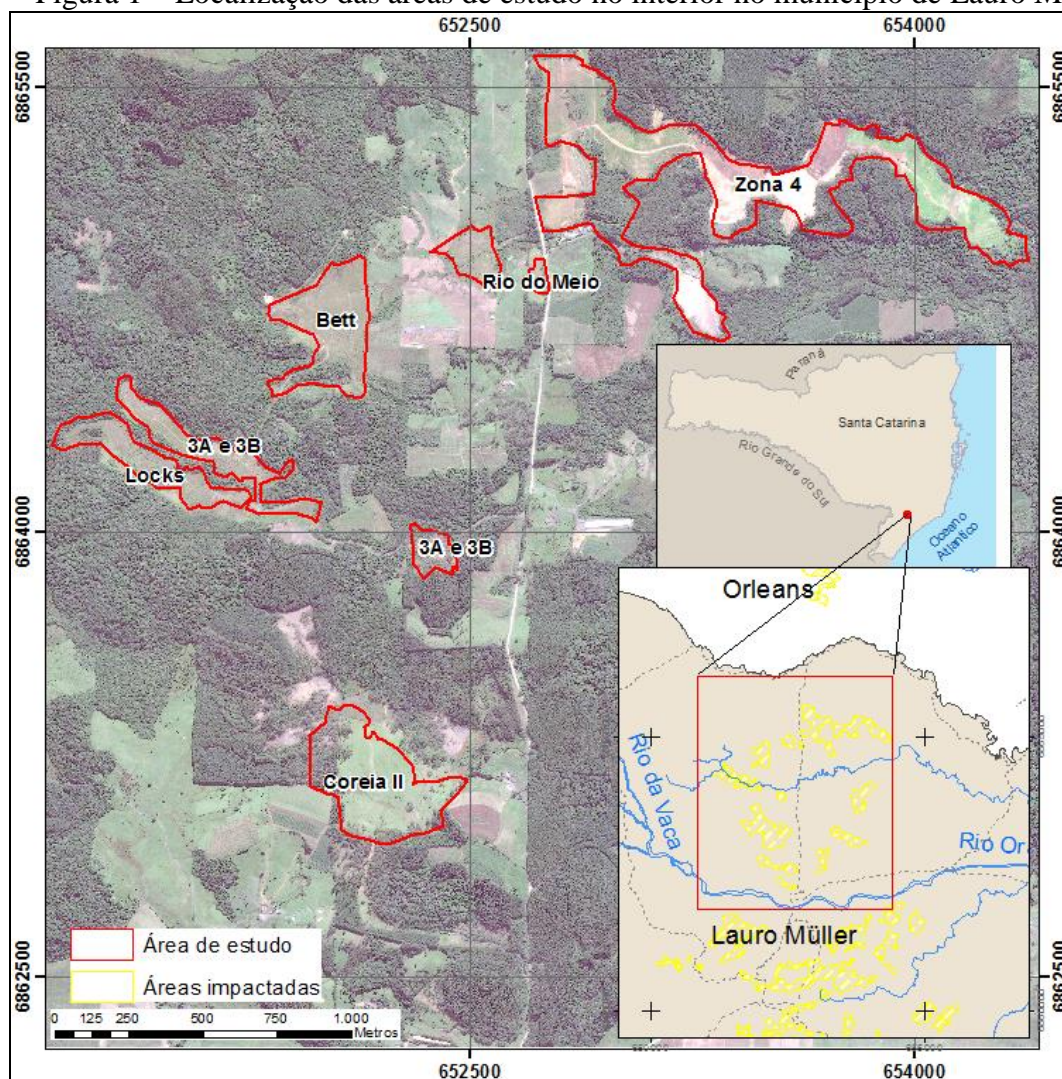 Figura 1 – Localização das áreas de estudo no interior no município de Lauro M
652500
654000
6865500
6865500
Zona 4
Rio do Meio
Bett
3A e 3B
Locks
Paraná
Santa Catarina
Rio Grande do Sul
Oceano
Atlantico
6864000
6864000
3A e 3B
Orleans
Rio da Vaca
Rio Or
Coreia II
Lauro Müller
Área de estudo
Áreas impactadas
0 125 250 500 750 1.000
Metros
6862500
6862500
652500
654000